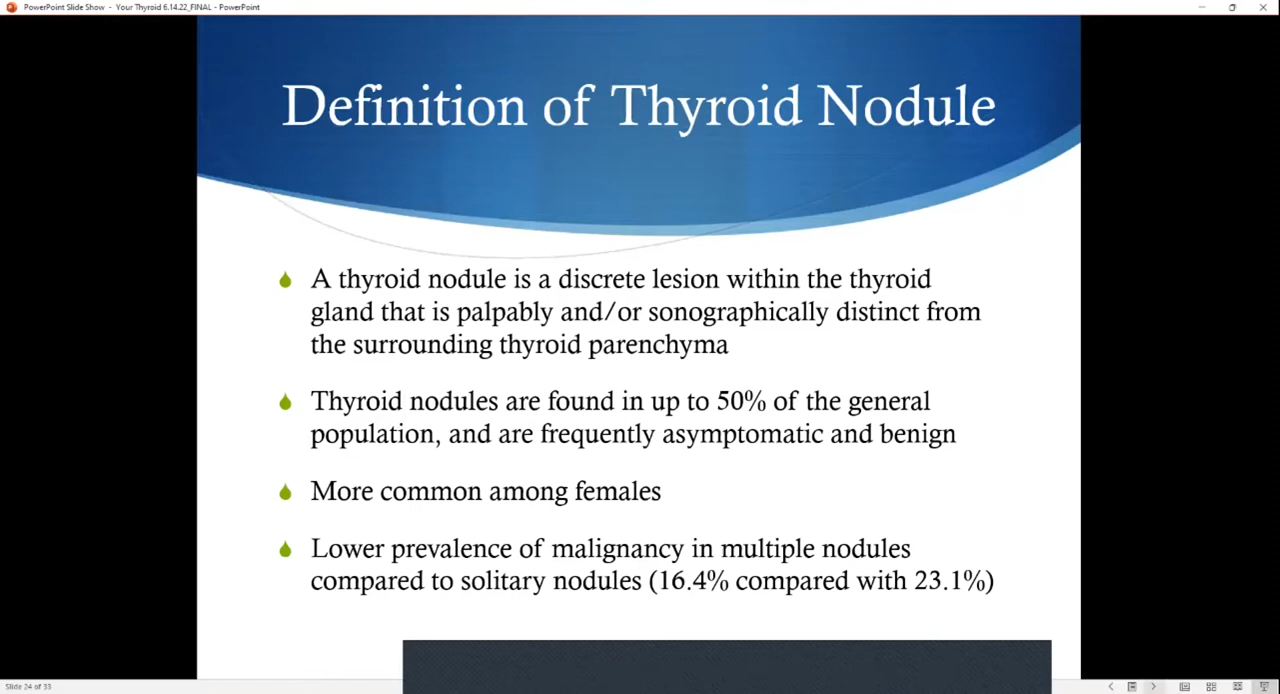 PowerPoint Slide Show - Your Thyroid 6.14.22_FINAL - PowerPoint
Definition of Thyroid Nodule
A thyroid nodule is a discrete lesion within the thyroid
gland that is palpably and/or sonographically distinct from
the surrounding thyroid parenchyma
Thyroid nodules are found in up to 50% of the general
population, and are frequently asymptomatic and benign
More common among females
Lower prevalence of malignancy in multiple nodules
compared to solitary nodules (16.4% compared with 23.1%)
Slide 24 of 33